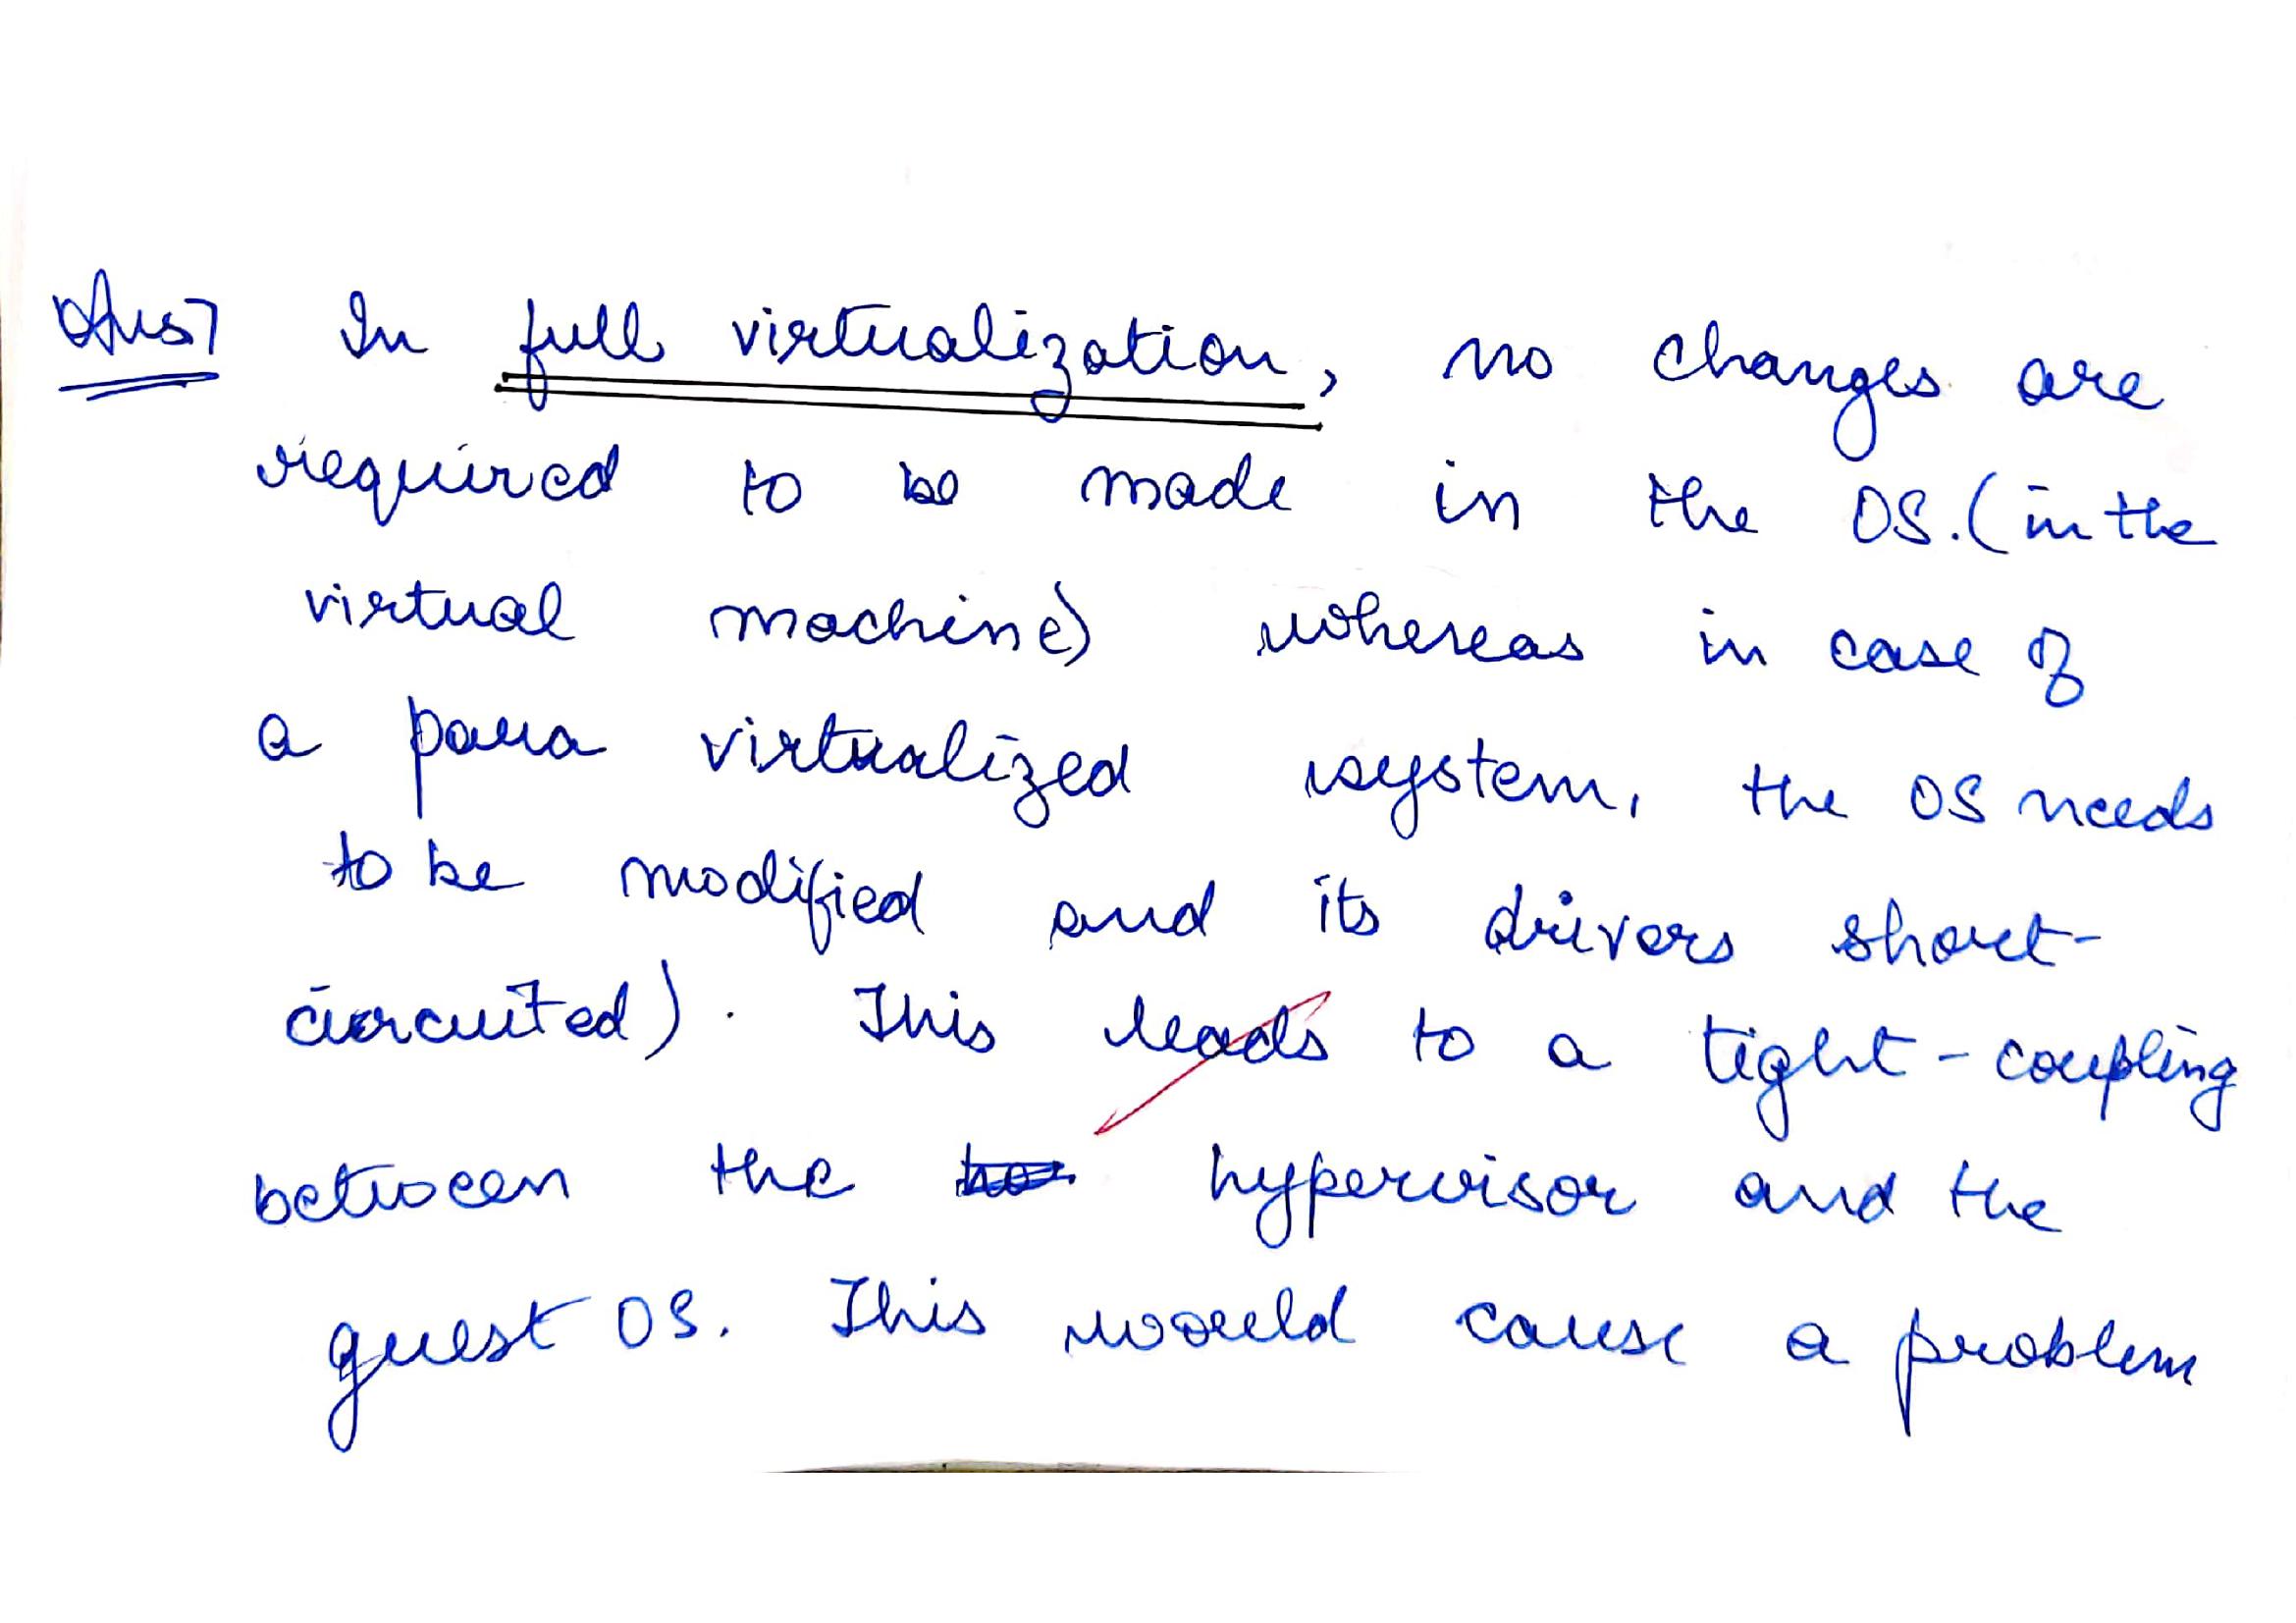 Ans] In full virtualization, no changes are
required to be made in the OS. (in the
virtual machine) whereas in case of
a para virtualized system, the OS needs
to be modified and its drivers short-
circuited). This leads to a tight-coupling
between the hypervisor and the
guest OS. This would cause a problem